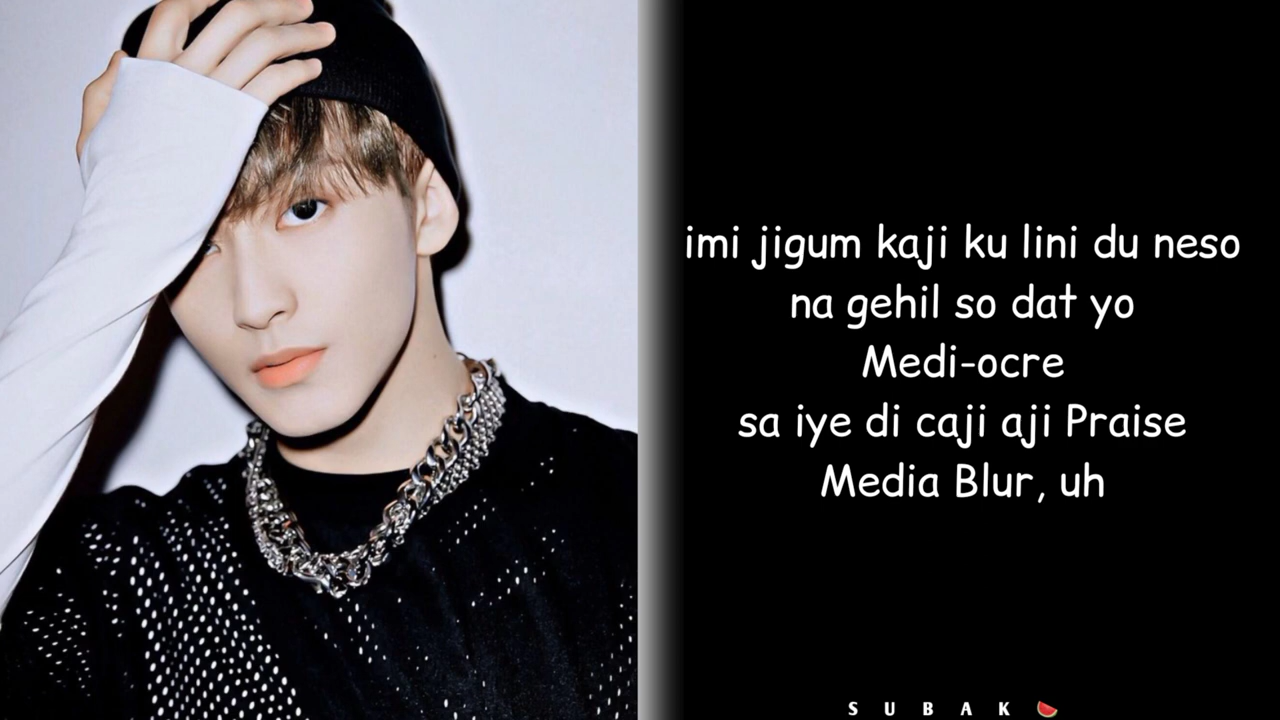 imi jigum kaji ku lini du neso
na gehil so dat yo
Medi-ocre
sa iye di caji aji Praise
Media Blur, uh
SUBAK